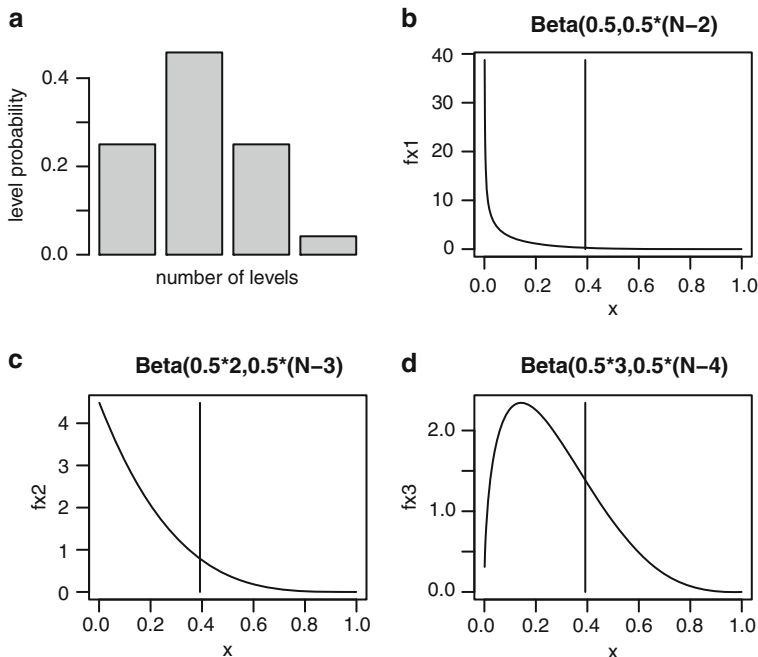 a
level probability
0.4
0.2
0.0
number of levels
b
Beta(0.5,0.5*(N−2)
fx1
40
30
20
10
0
0.0 0.2 0.4 0.6 0.8 1.0
x
c
Beta(0.5*2,0.5*(N−3)
fx2
4
3
2
1
0
0.0 0.2 0.4 0.6 0.8 1.0
x
d
Beta(0.5*3,0.5*(N−4)
fx3
2.0
1.0
0.0
0.0 0.2 0.4 0.6 0.8 1.0
x